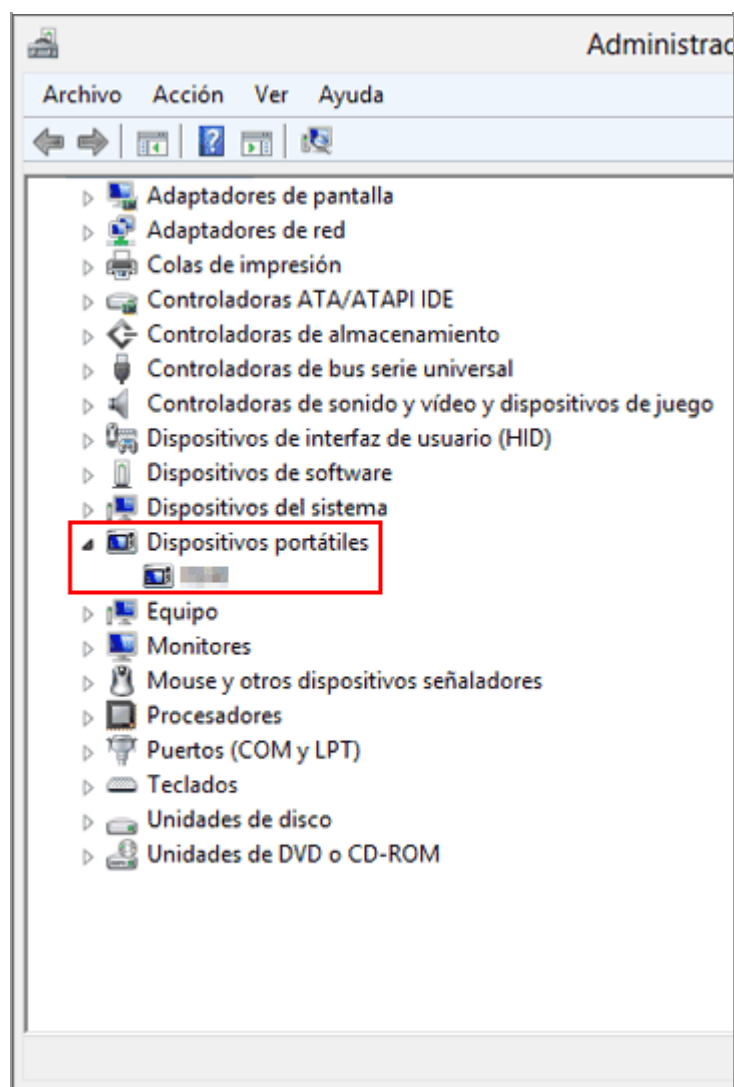 Administrac
Archivo Acción Ver Ayuda
Adaptadores de pantalla
Adaptadores de red
Colas de impresión
Controladoras ATA/ATAPI IDE
Controladoras de almacenamiento
Controladoras de bus serie universal
Controladoras de sonido y vídeo y dispositivos de juego
Dispositivos de interfaz de usuario (HID)
Dispositivos de software
Dispositivos del sistema
Dispositivos portátiles
Equipo
Monitores
Mouse y otros dispositivos señaladores
Procesadores
Puertos (COM y LPT)
Teclados
Unidades de disco
Unidades de DVD o CD-ROM